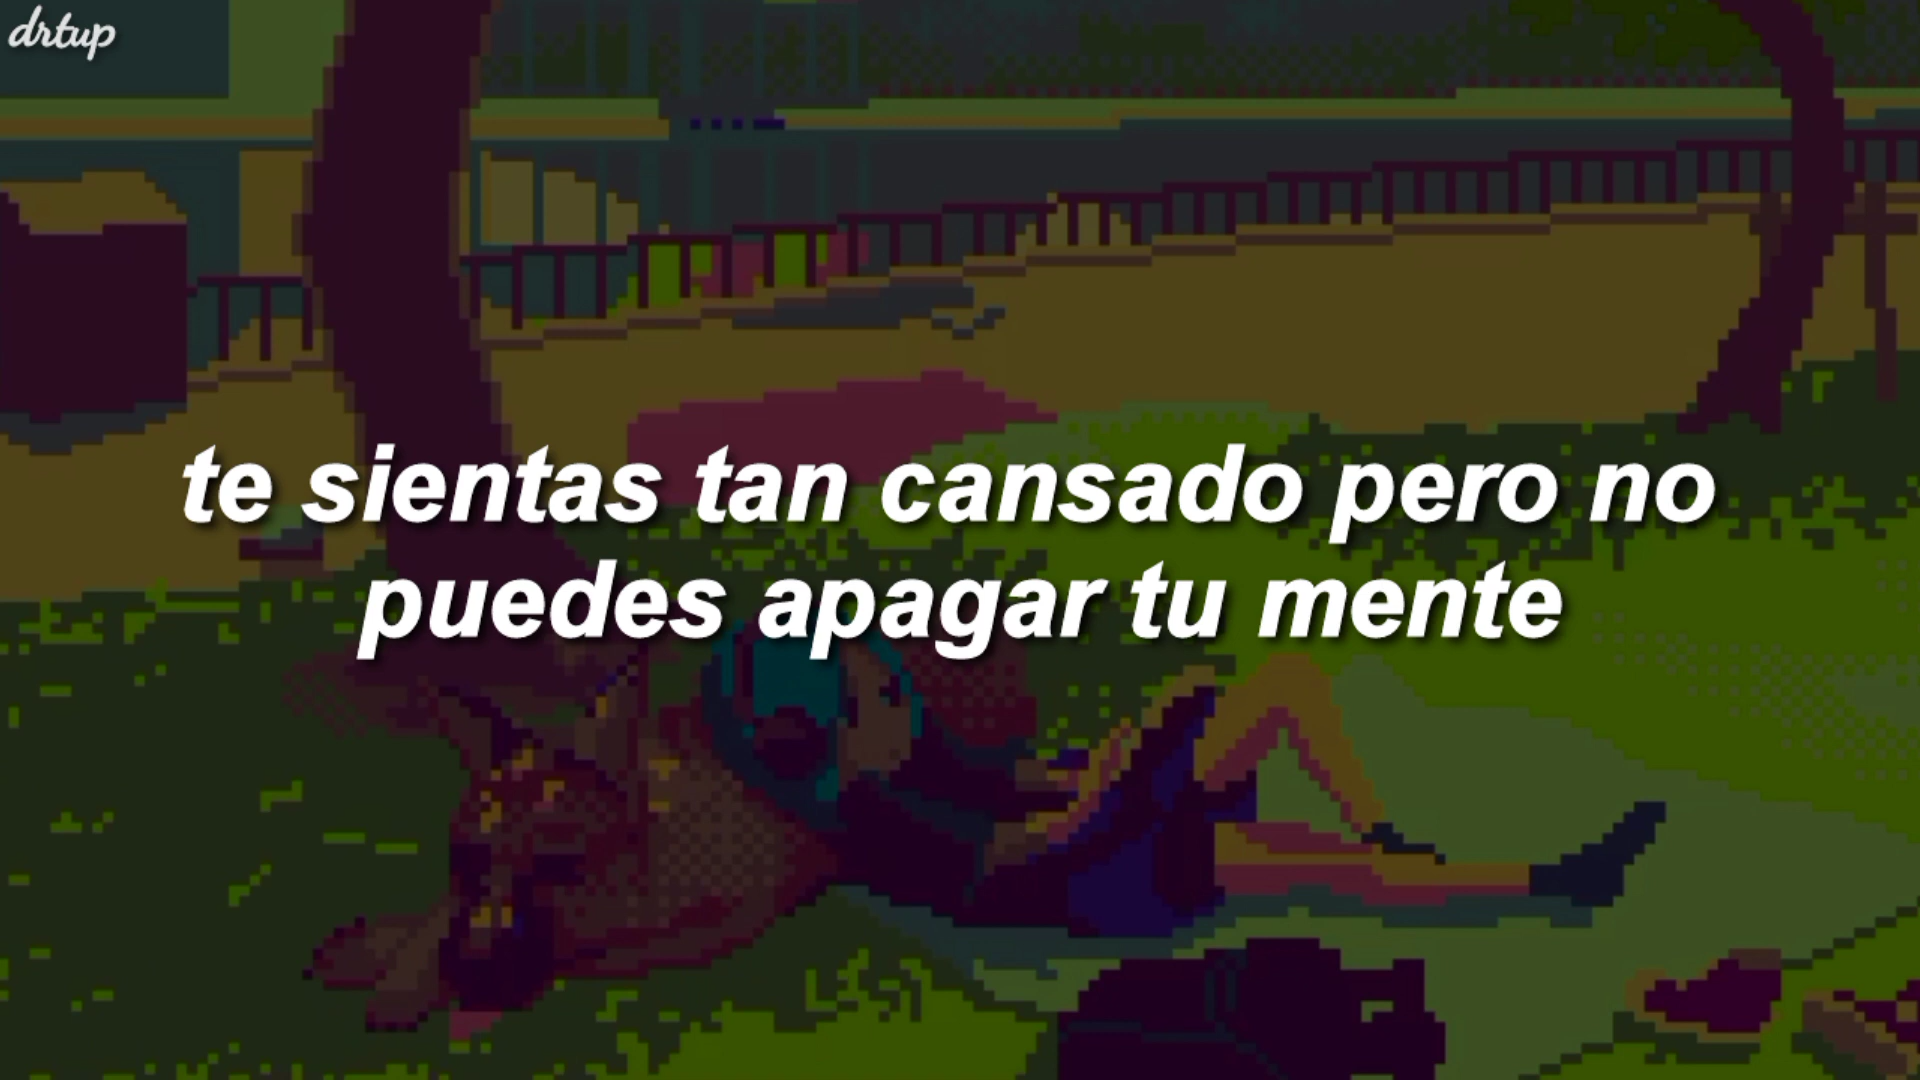 drtup
te sientas tan cansado pero no
puedes apagar tu mente